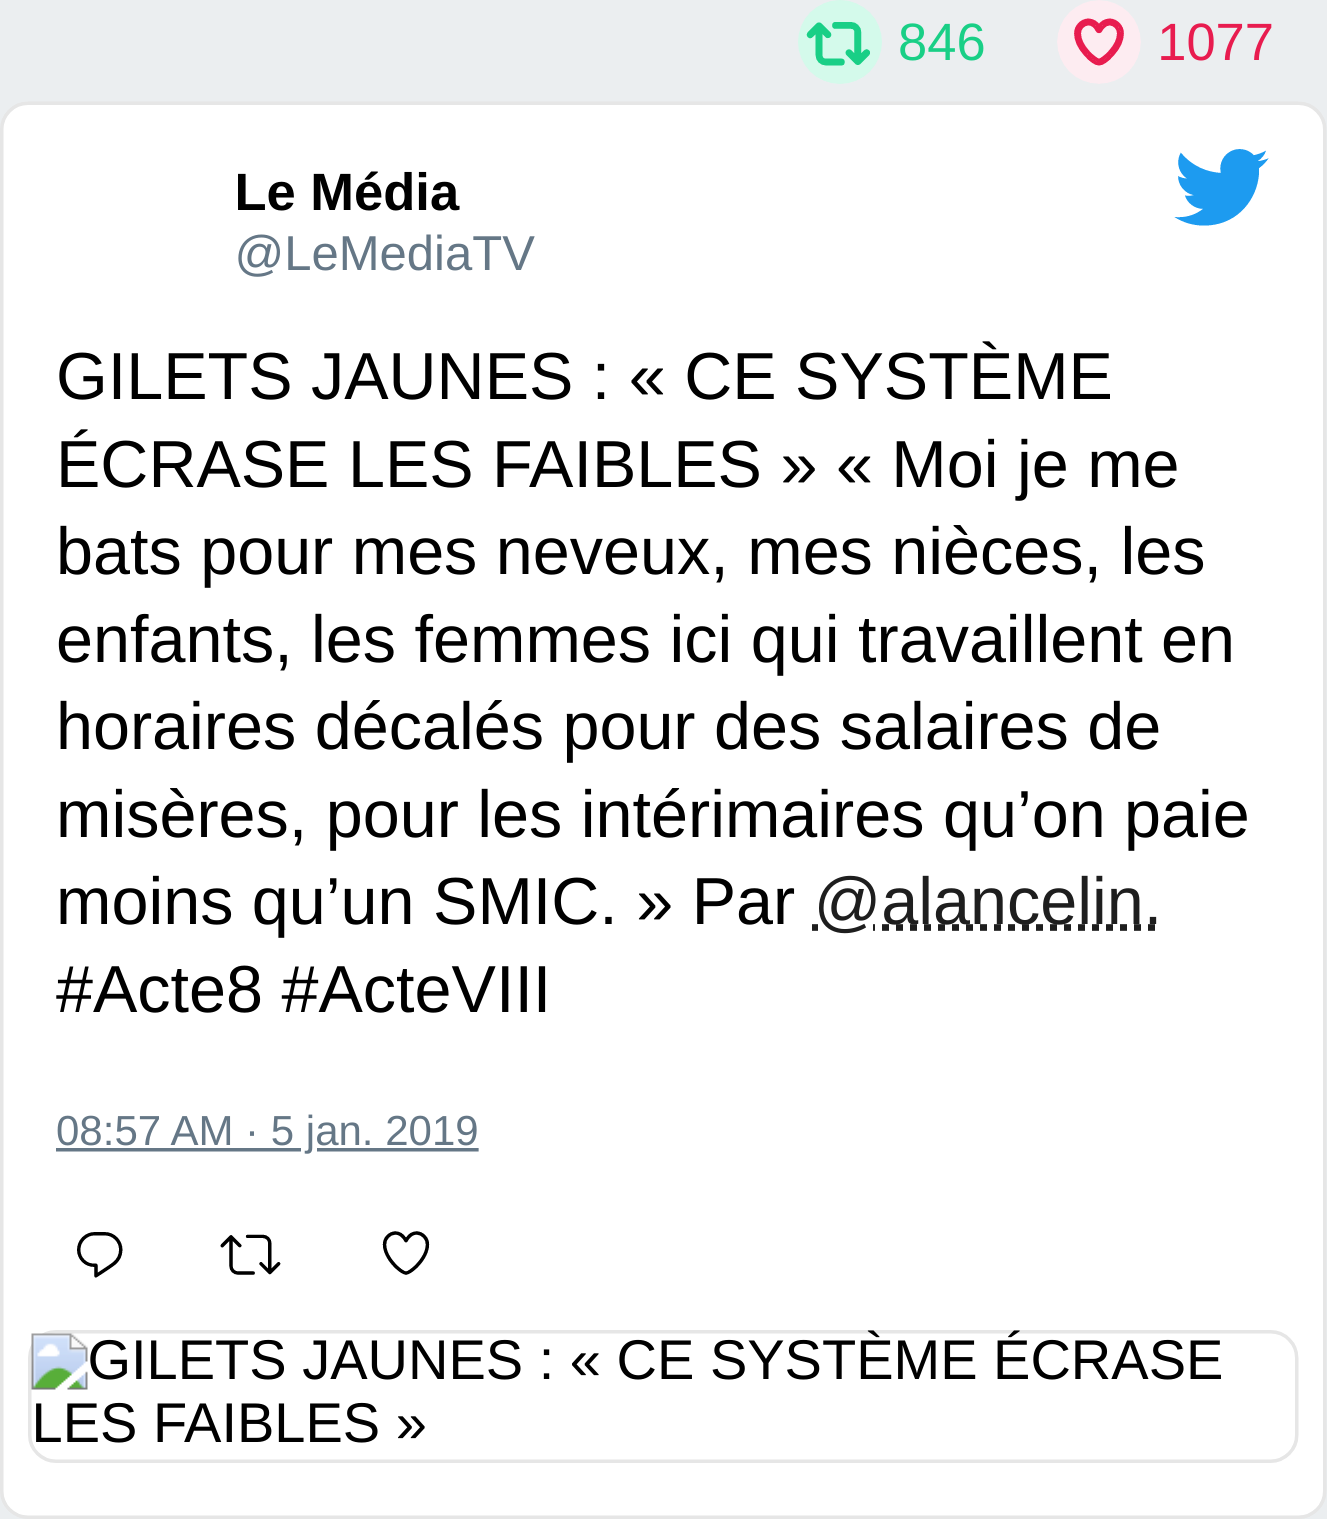 846 1077
Le Média
@LeMediaTV
GILETS JAUNES : « CE SYSTÈME
ÉCRASE LES FAIBLES » « Moi je me
bats pour mes neveux, mes nièces, les
enfants, les femmes ici qui travaillent en
horaires décalés pour des salaires de
misères, pour les intérimaires qu’on paie
moins qu’un SMIC. » Par @alancelin.
#Acte8 #ActeVIII
08:57 AM · 5 jan. 2019
GILETS JAUNES : « CE SYSTÈME ÉCRASE
LES FAIBLES »